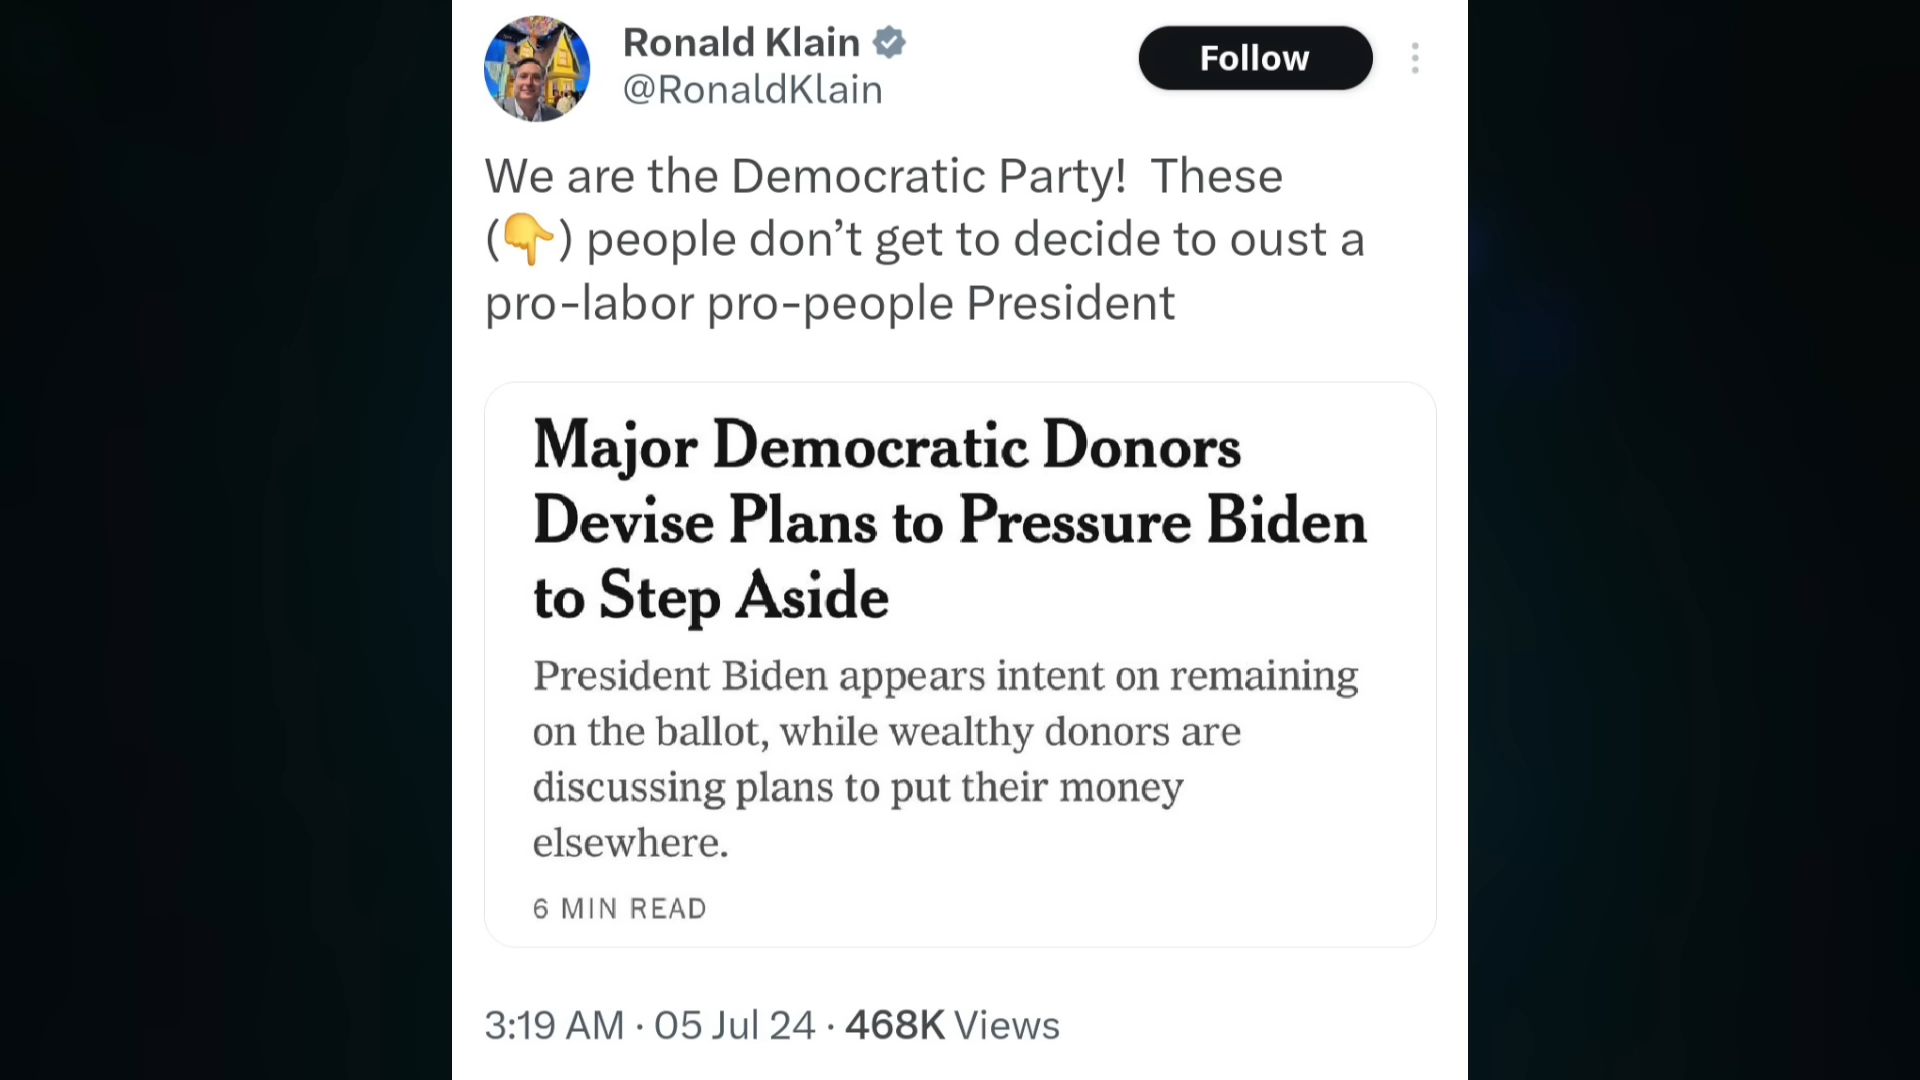 Ronald Klain
@RonaldKlain
Follow
We are the Democratic Party!  These
(👇) people don’t get to decide to oust a
pro-labor pro-people President
Major Democratic Donors
Devise Plans to Pressure Biden
to Step Aside
President Biden appears intent on remaining
on the ballot, while wealthy donors are
discussing plans to put their money
elsewhere.
6 MIN READ
3:19 AM · 05 Jul 24 · 468K Views